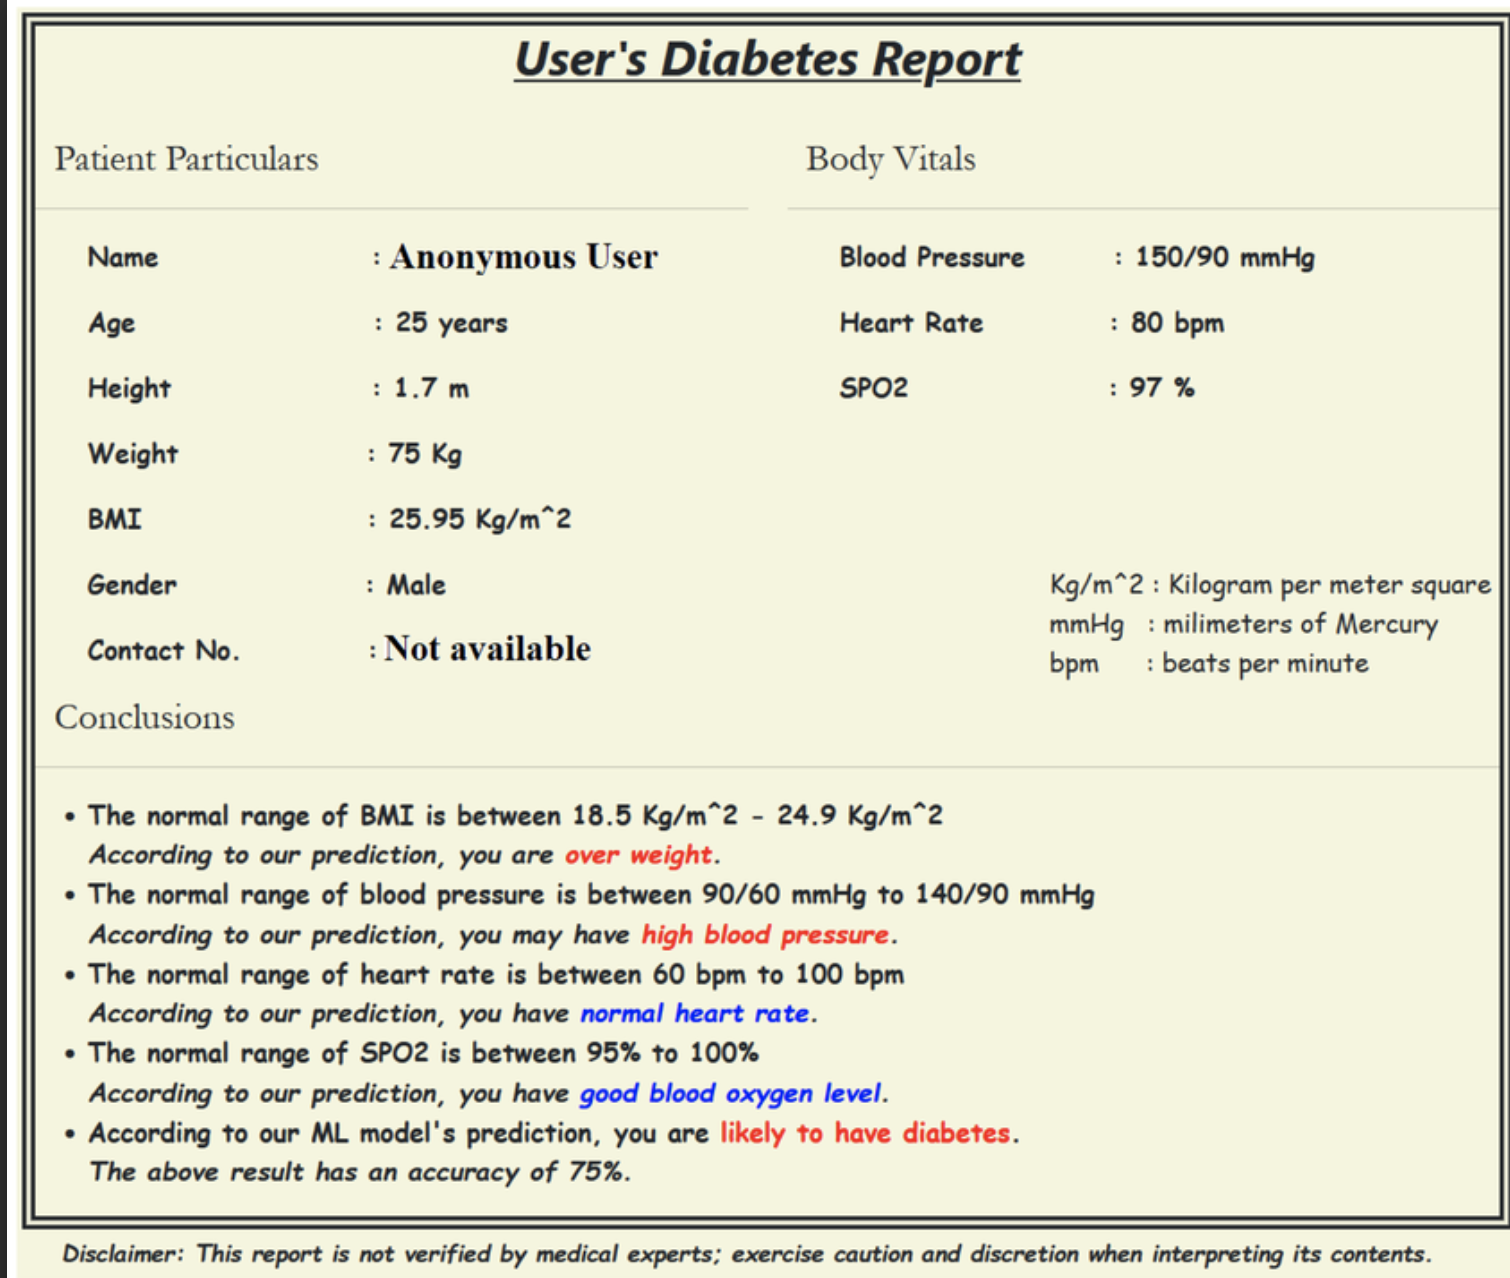 User's Diabetes Report
Patient Particulars
Name : Anonymous User
Age : 25 years
Height : 1.7 m
Weight : 75 Kg
BMI : 25.95 Kg/m^2
Gender : Male
Contact No. : Not available
Body Vitals
Blood Pressure : 150/90 mmHg
Heart Rate : 80 bpm
SPO2 : 97 %
Kg/m^2 : Kilogram per meter square
mmHg : milimeters of Mercury
bpm : beats per minute
Conclusions
• The normal range of BMI is between 18.5 Kg/m^2 - 24.9 Kg/m^2
According to our prediction, you are over weight.
• The normal range of blood pressure is between 90/60 mmHg to 140/90 mmHg
According to our prediction, you may have high blood pressure.
• The normal range of heart rate is between 60 bpm to 100 bpm
According to our prediction, you have normal heart rate.
• The normal range of SPO2 is between 95% to 100%
According to our prediction, you have good blood oxygen level.
• According to our ML model's prediction, you are likely to have diabetes.
The above result has an accuracy of 75%.
Disclaimer: This report is not verified by medical experts; exercise caution and discretion when interpreting its contents.